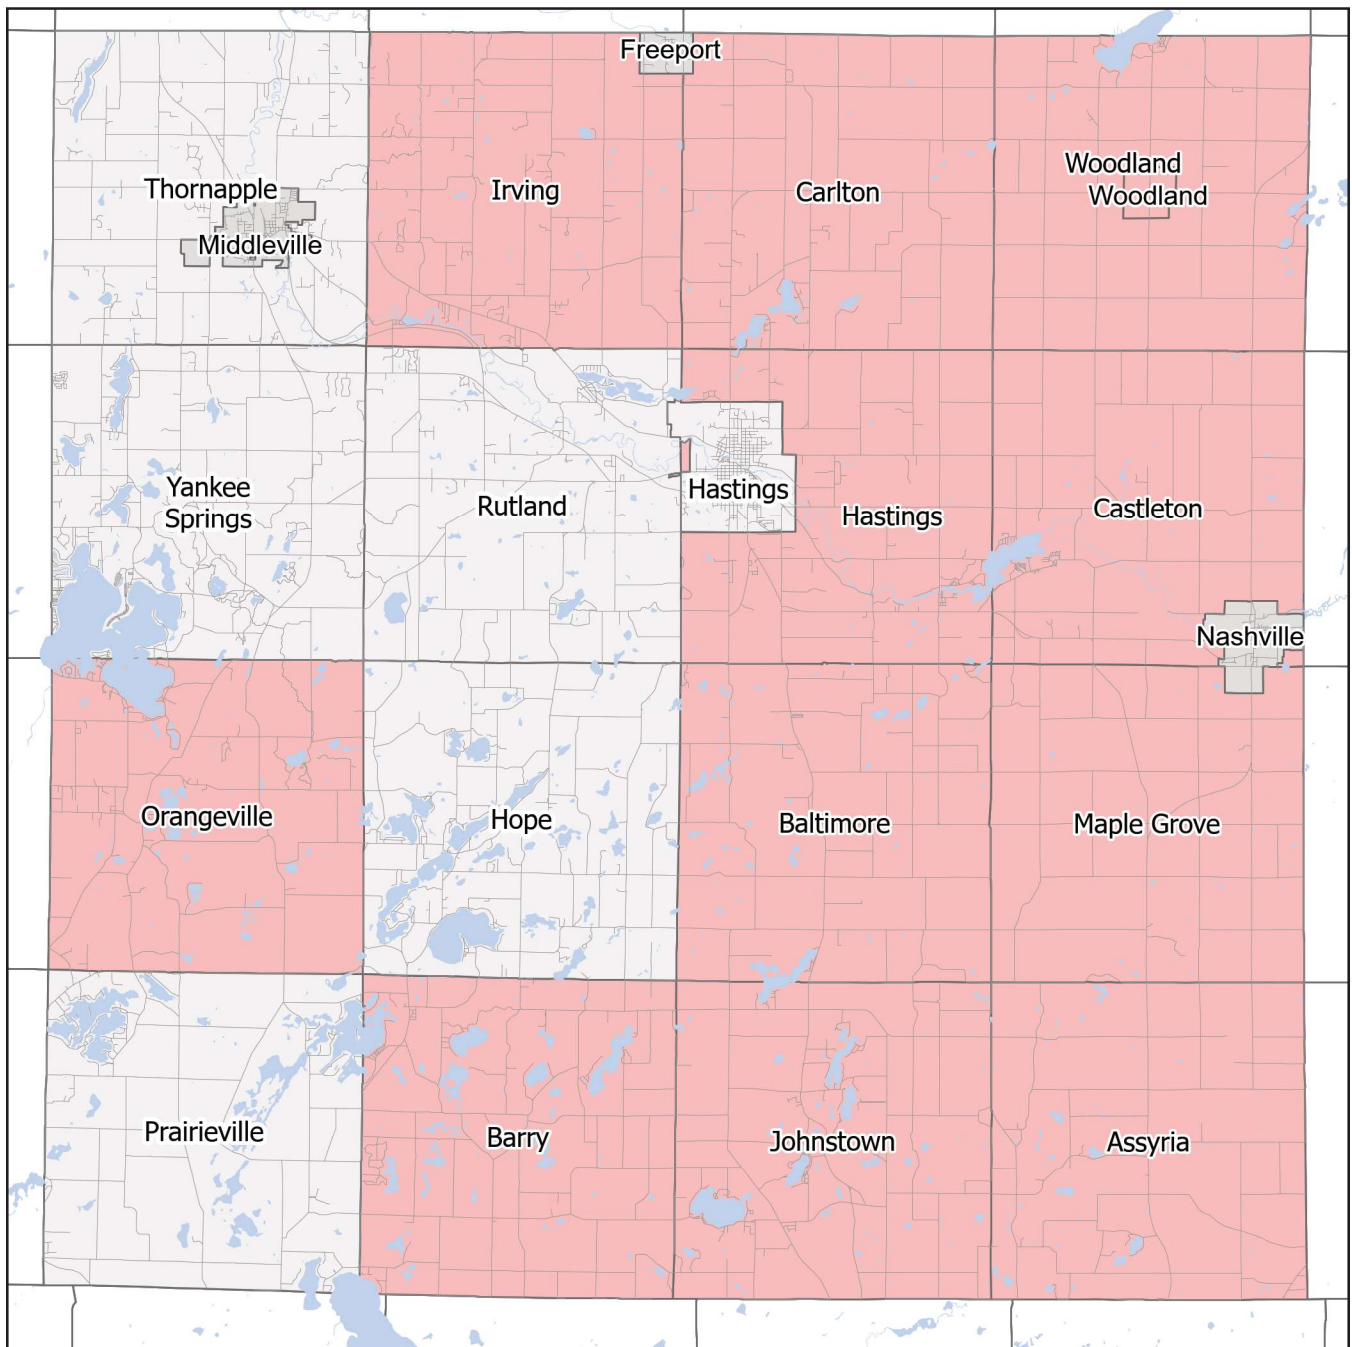 Freeport
Woodland
Thornapple
Irving
Carlton
Woodland
Middleville
Yankee
Springs
Rutland
Hastings
Hastings
Castleton
Nashville
Orangeville
Hope
Baltimore
Maple Grove
Prairieville
Barry
Johnstown
Assyria